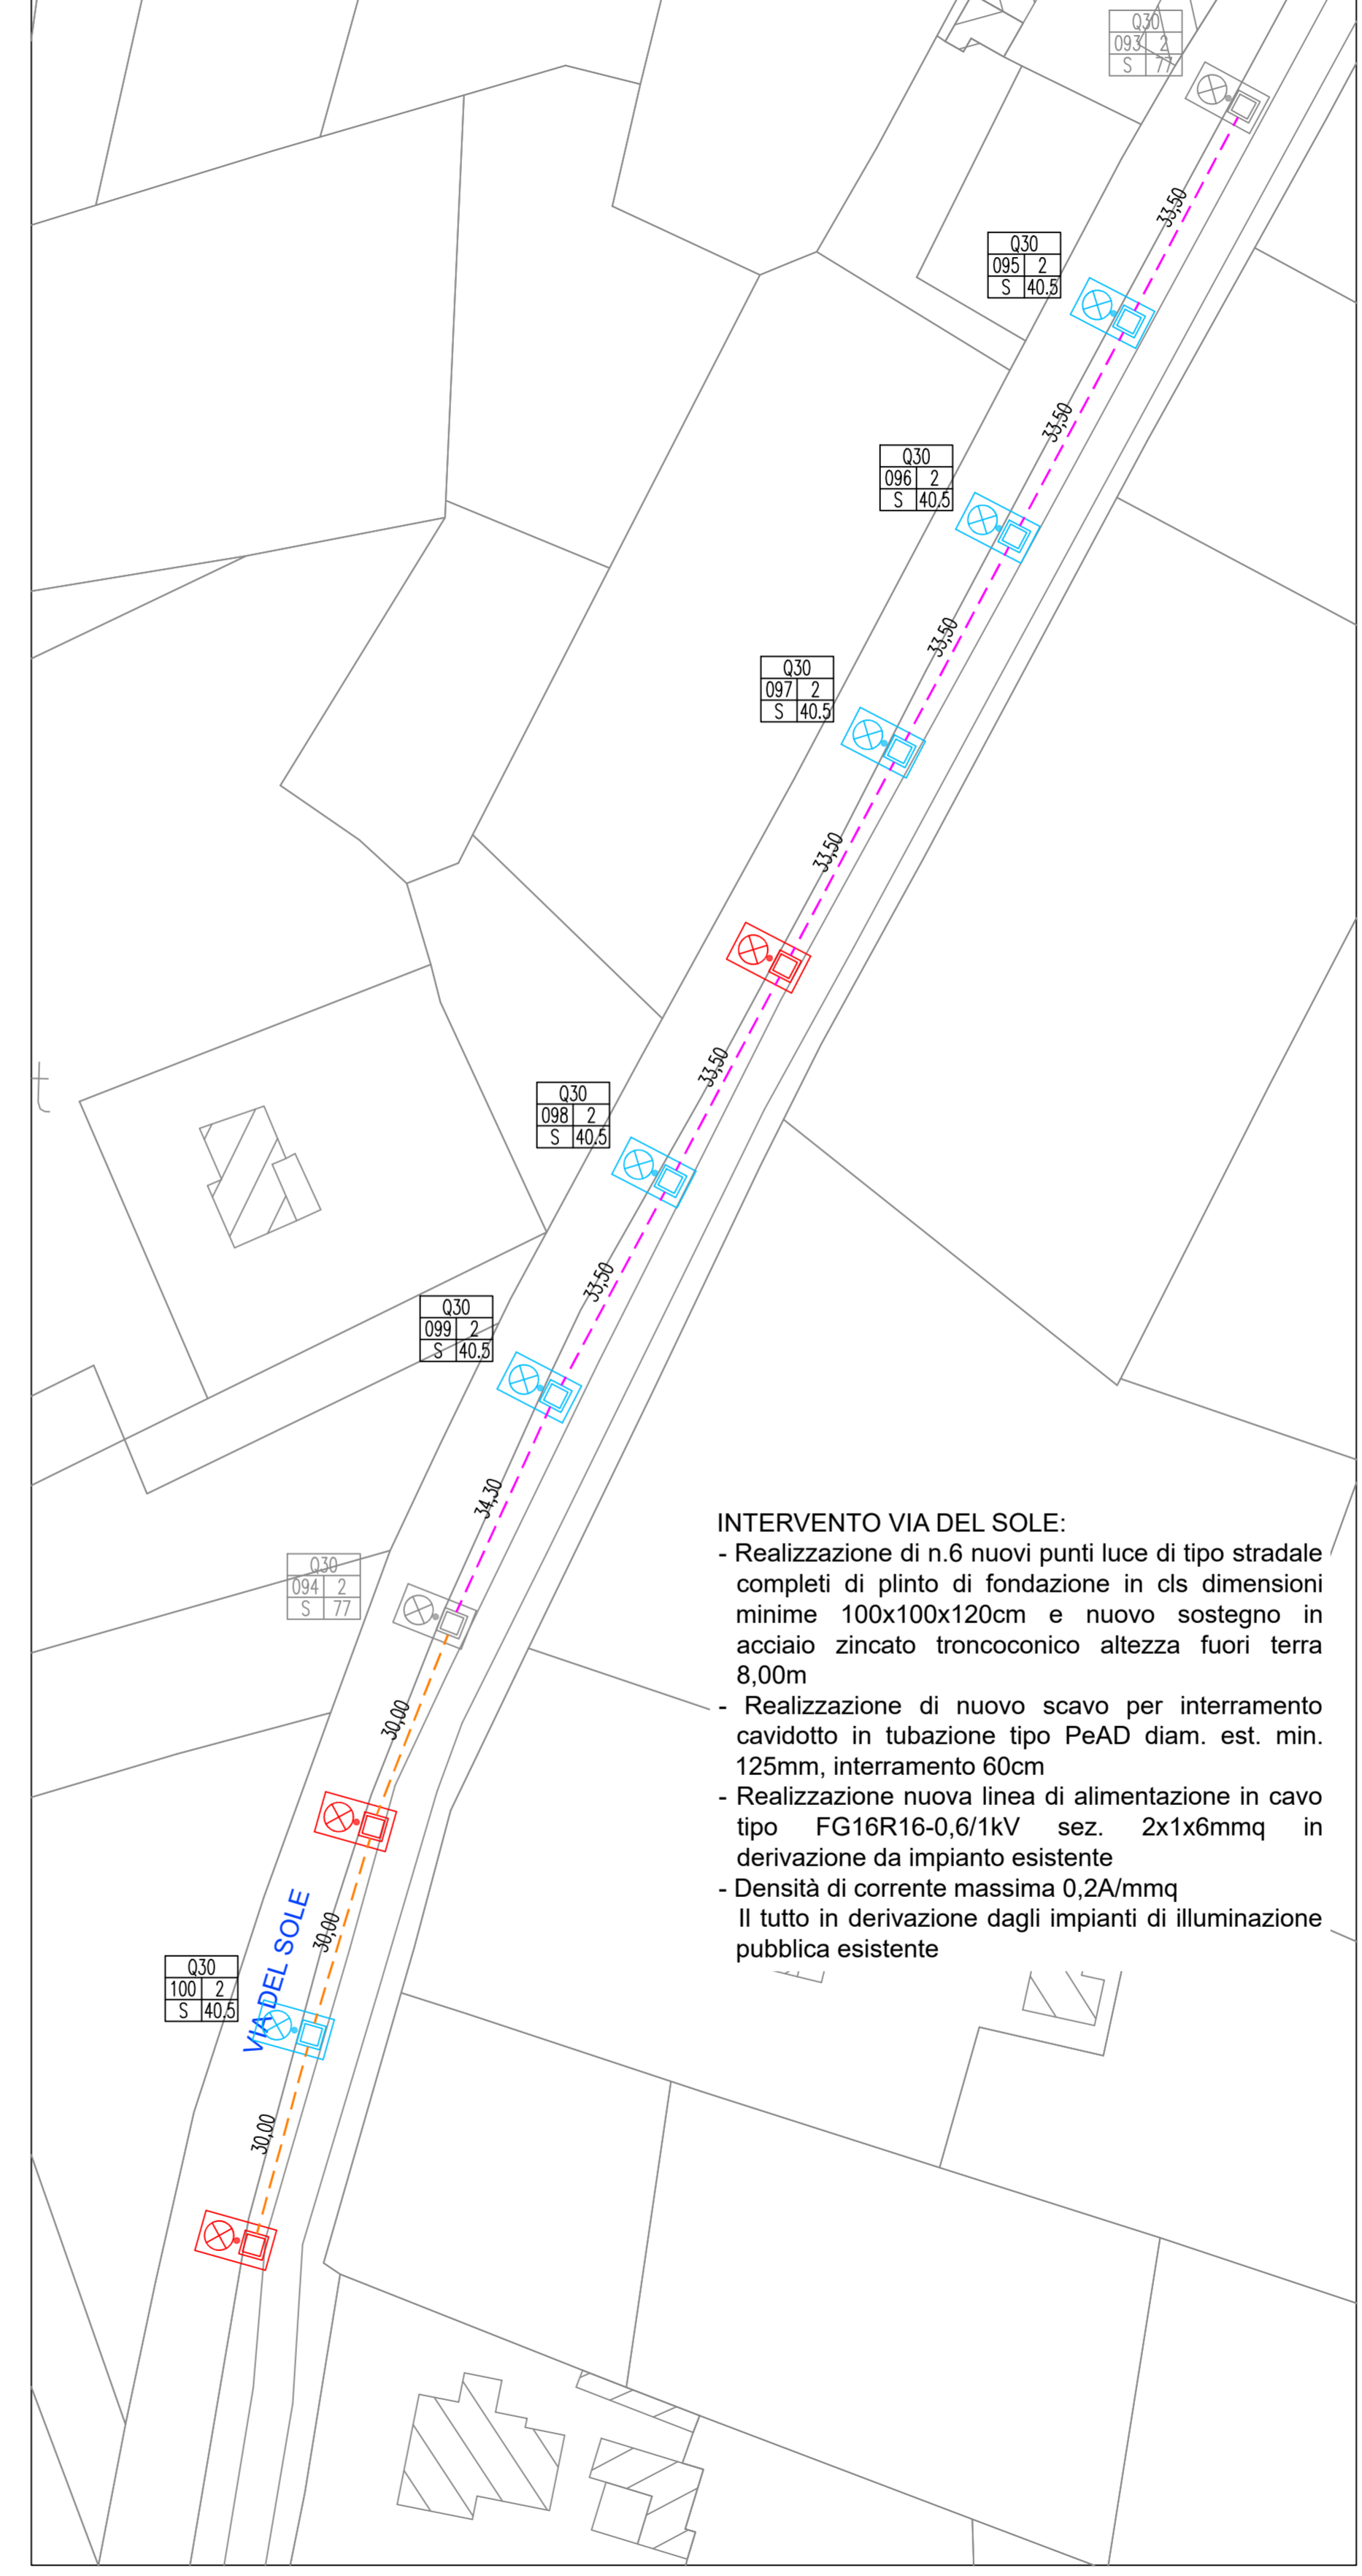 Q30
093 2
S 77
33,50
Q30
095 2
S 40.5
33,50
Q30
096 2
S 40.5
33,50
Q30
097 2
S 40.5
33,50
33,50
t
Q30
098 2
S 40.5
33,50
Q30
099 2
S 40.5
34,30
INTERVENTO VIA DEL SOLE:
- Realizzazione di n.6 nuovi punti luce di tipo stradale
completi di plinto di fondazione in cls dimensioni
minime 100x100x120cm e nuovo sostegno in
acciaio zincato troncoconico altezza fuori terra
8,00m
- Realizzazione di nuovo scavo per interramento
cavidotto in tubazione tipo PeAD diam. est. min.
125mm, interramento 60cm
- Realizzazione nuova linea di alimentazione in cavo
tipo FG16R16-0,6/1kV sez. 2x1x6mmq in
derivazione da impianto esistente
- Densità di corrente massima 0,2A/mmq
Il tutto in derivazione dagli impianti di illuminazione
pubblica esistente
Q30
094 2
S 77
30,00
30,00
VIA DEL SOLE
Q30
100 2
S 40.5
30,00